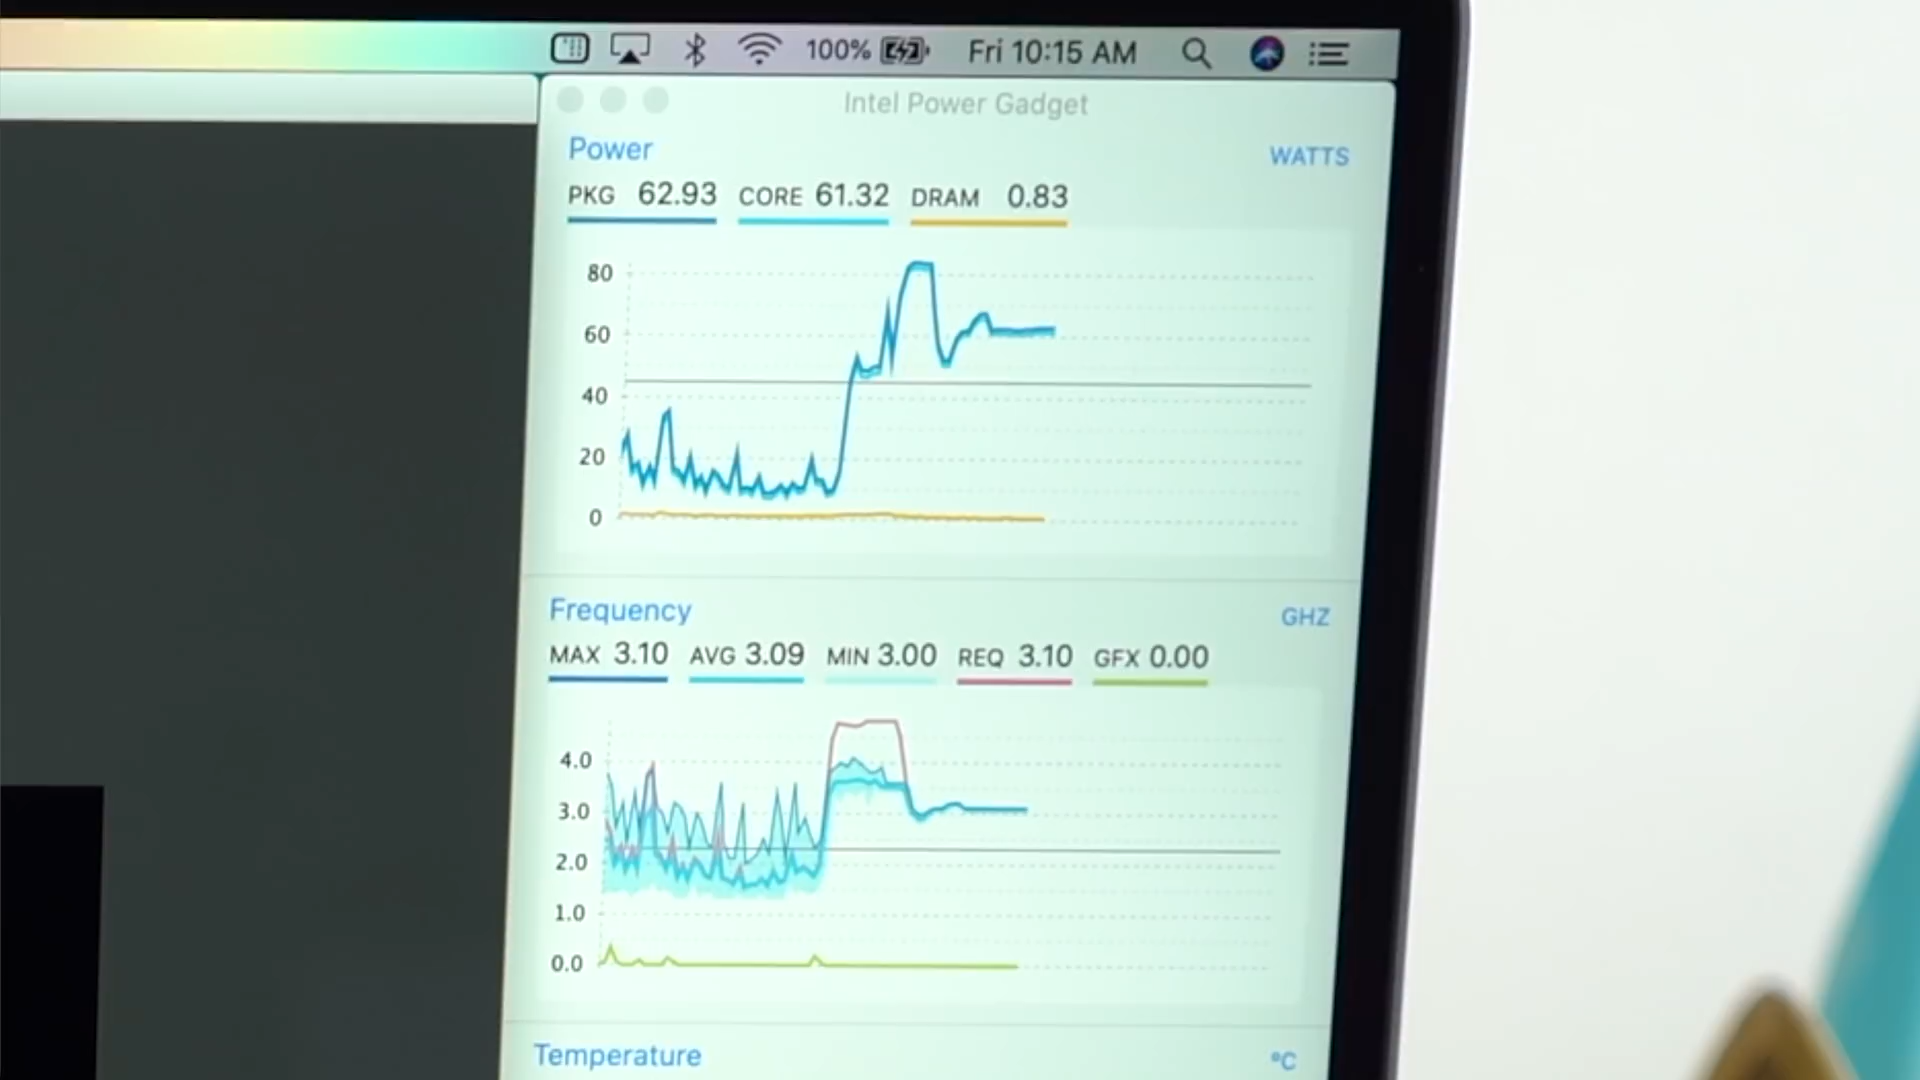 100% Fri 10:15 AM
Intel Power Gadget
Power WATTS
PKG 62.93 CORE 61.32 DRAM 0.83
80
60
40
20
0
Frequency GHZ
MAX 3.10 AVG 3.09 MIN 3.00 REQ 3.10 GFX 0.00
4.0
3.0
2.0
1.0
0.0
Temperature °C